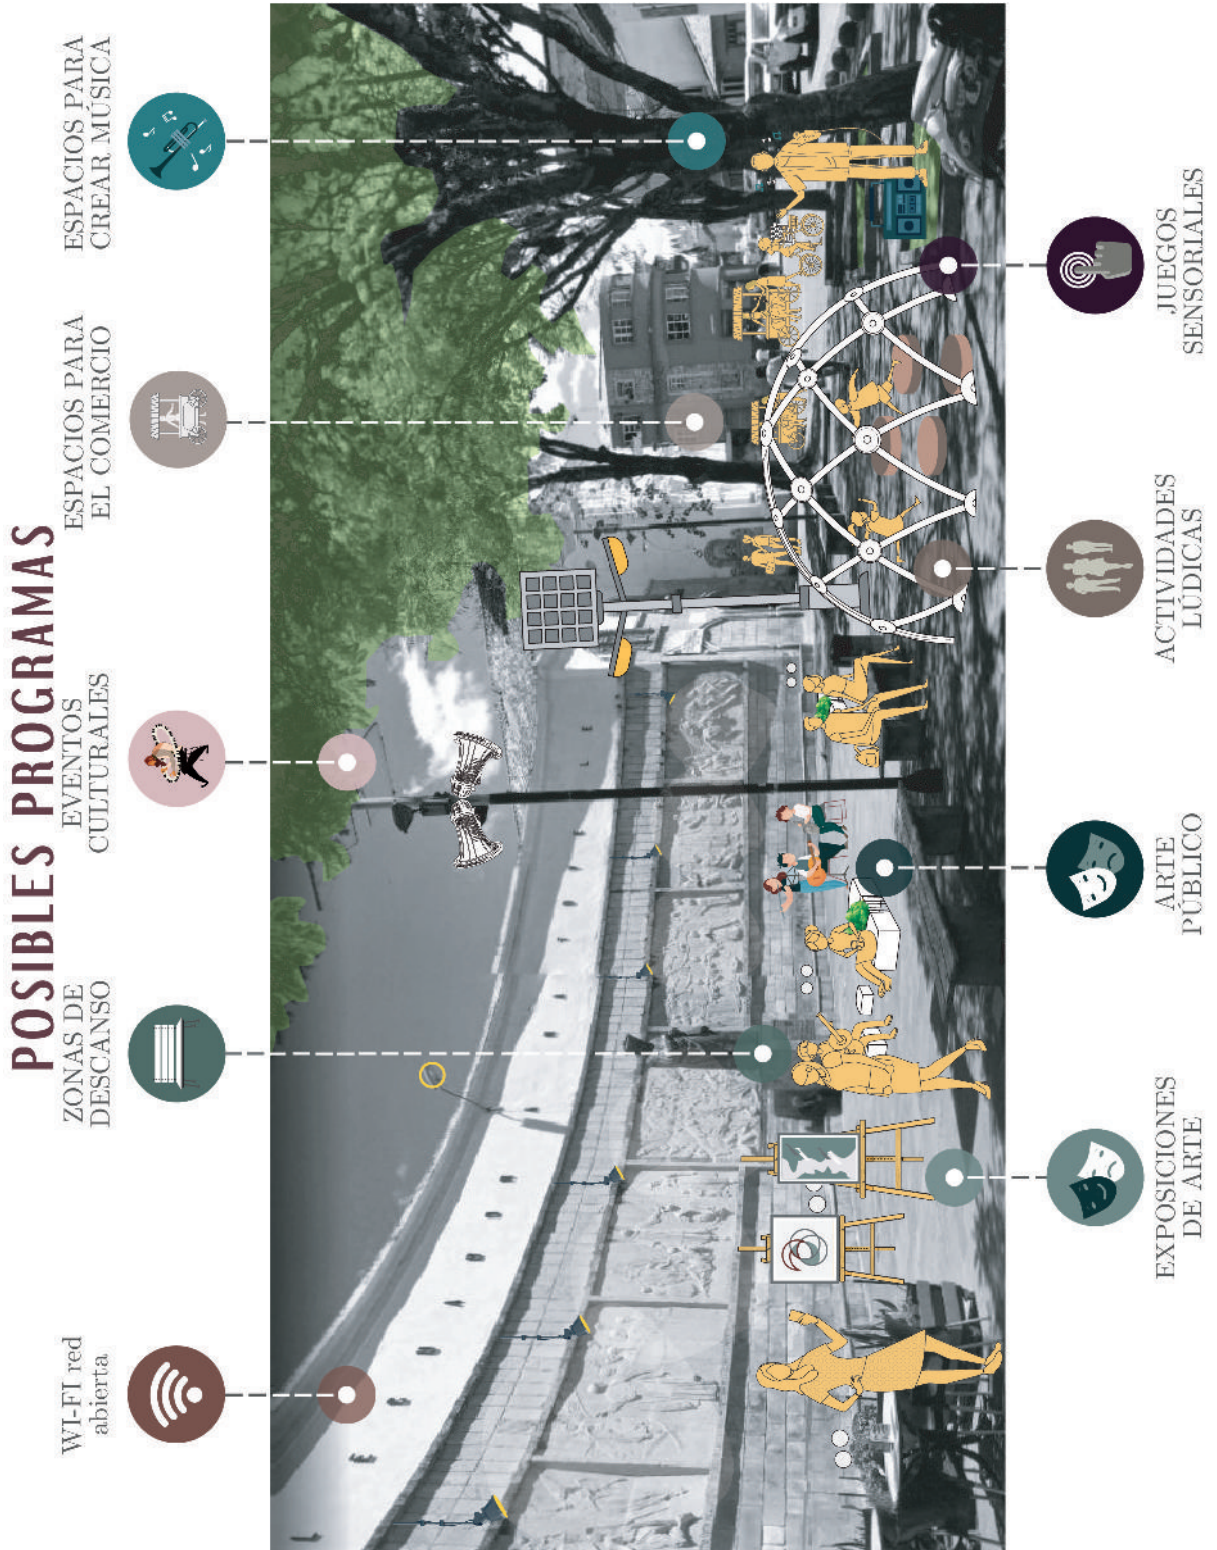 POSIBLES PROGRAMAS
WI-FI red
abierta
ZONAS DE
DESCANSO
EVENTOS
CULTURALES
ESPACIOS PARA
EL COMERCIO
ESPACIOS PARA
CREAR MÚSICA
EXPOSICIONES
DE ARTE
ARTE
PÚBLICO
ACTIVIDADES
LÚDICAS
JUEGOS
SENSORIALES